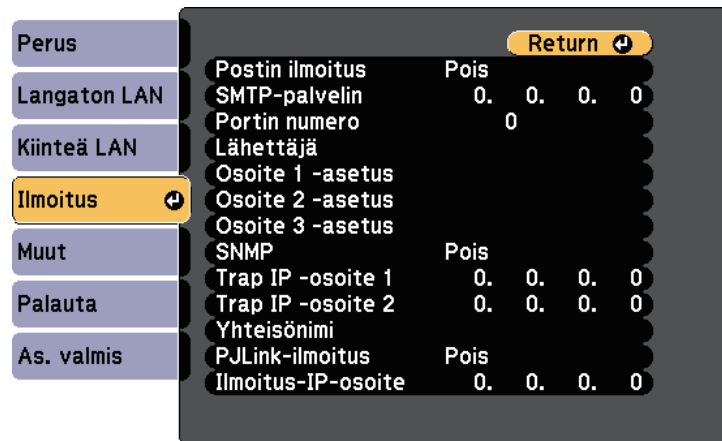 Perus
Langaton LAN
Kiinteä LAN
Ilmoitus
Muut
Palauta
As. valmis
Return
Postin ilmoitus Pois
SMTP-palvelin 0. 0. 0. 0
Portin numero 0
Lähettäjä
Osoite 1 -asetus
Osoite 2 -asetus
Osoite 3 -asetus
SNMP Pois
Trap IP -osoite 1 0. 0. 0. 0
Trap IP -osoite 2 0. 0. 0. 0
Yhteisönimi
PJLink-ilmoitus Pois
Ilmoitus-IP-osoite 0. 0. 0. 0